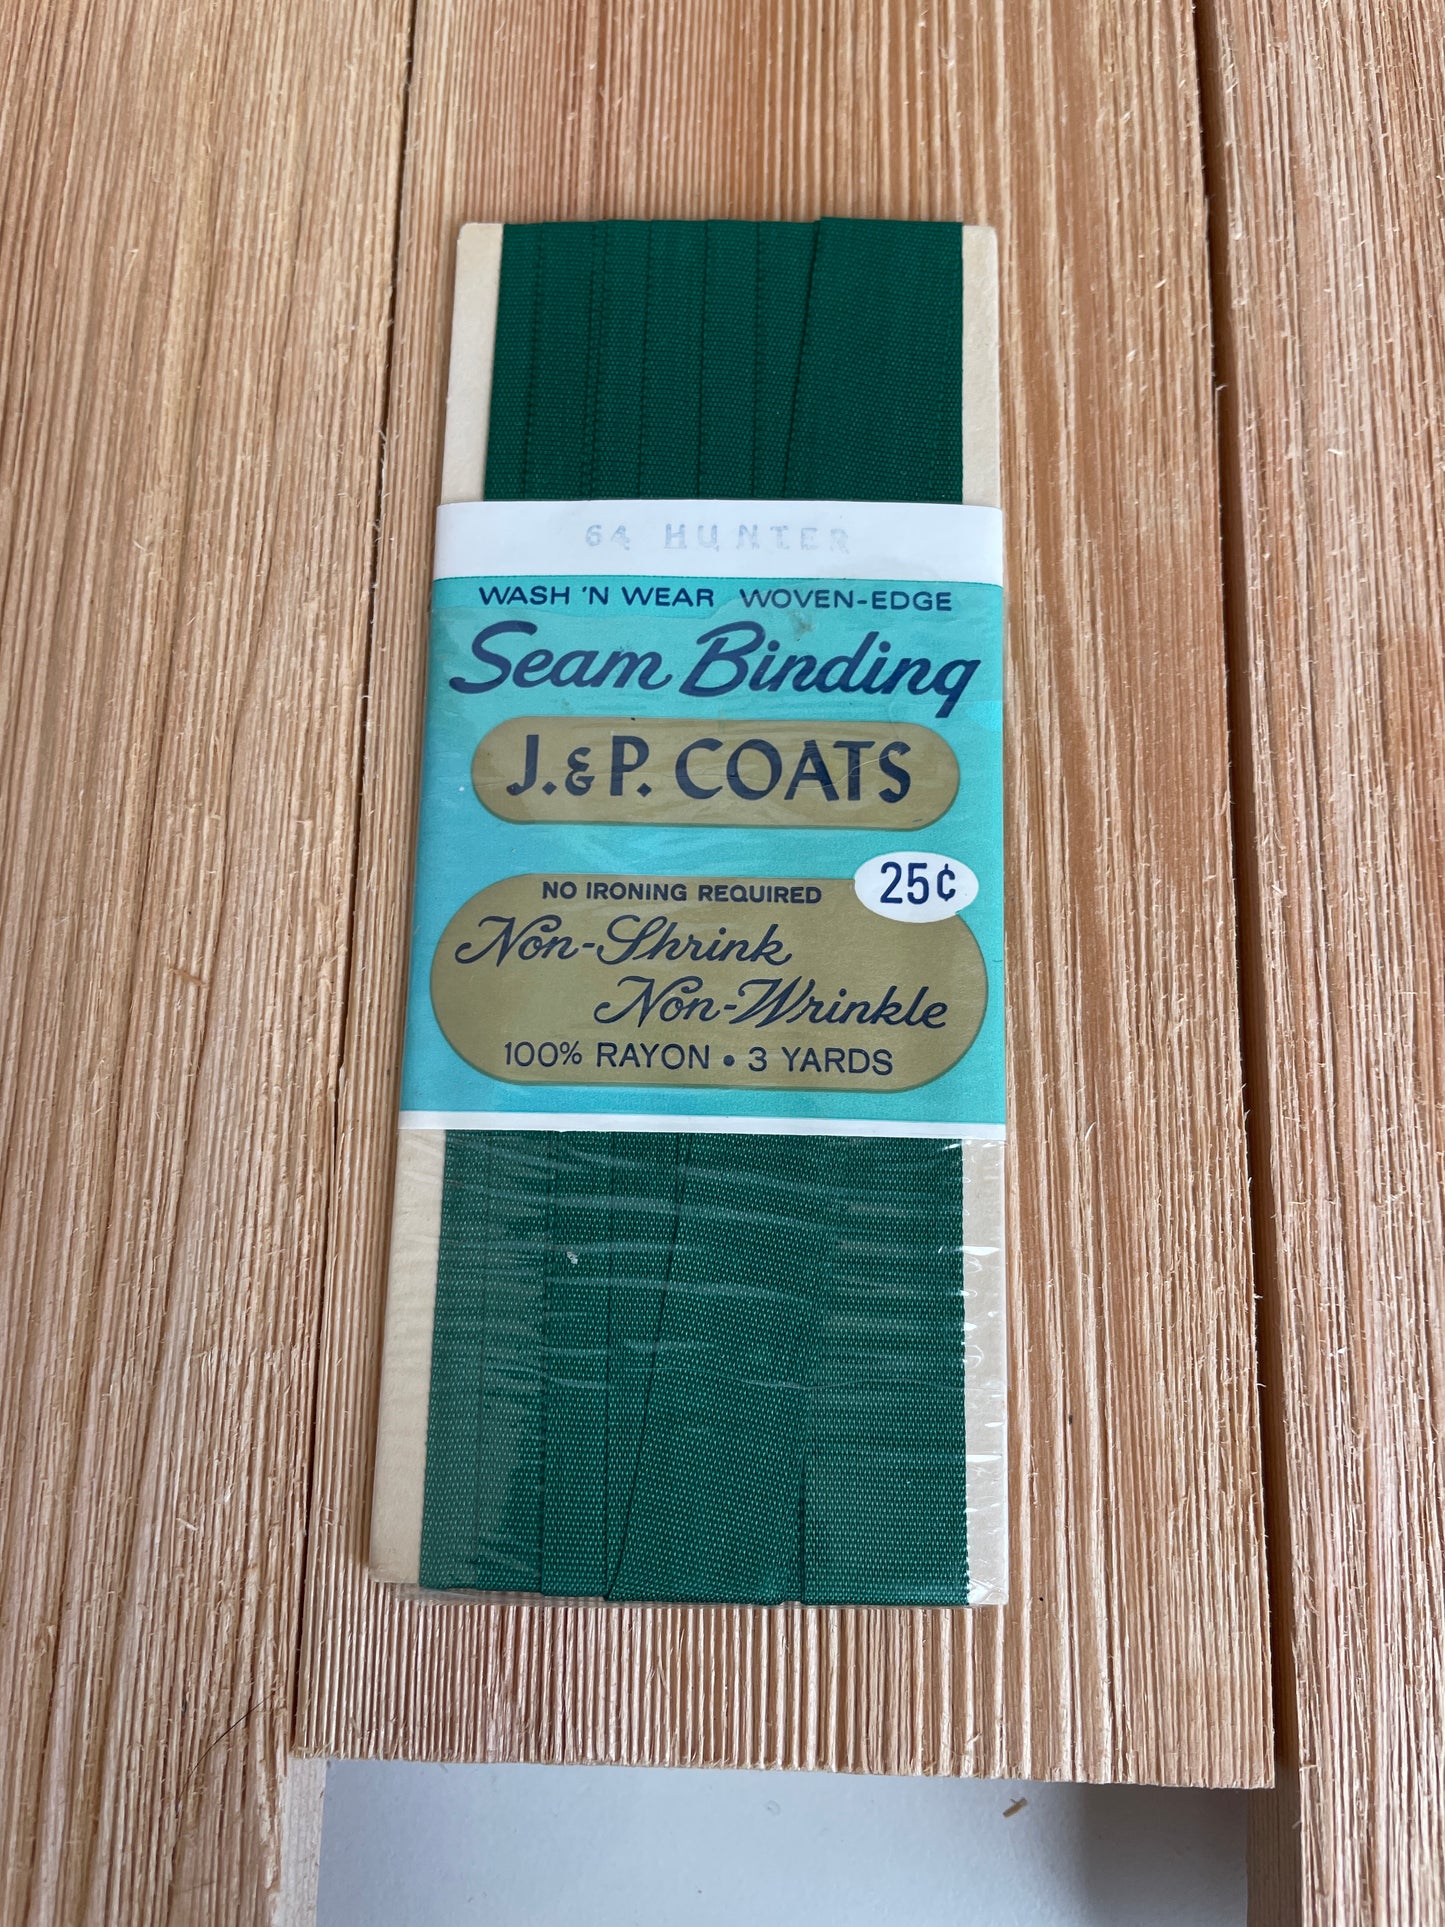 64 HUNTER
WASH 'N WEAR WOVEN-EDGE
Seam Binding
J. & P. COATS
25¢
NO IRONING REQUIRED
Non-Shrink
Non-Wrinkle
100% RAYON • 3 YARDS